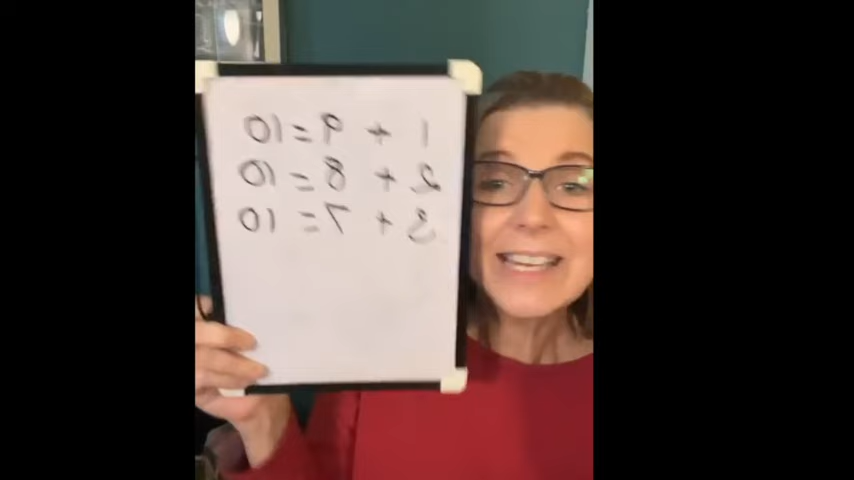 1 + 9 = 10
2 + 8 = 10
3 + 7 = 10